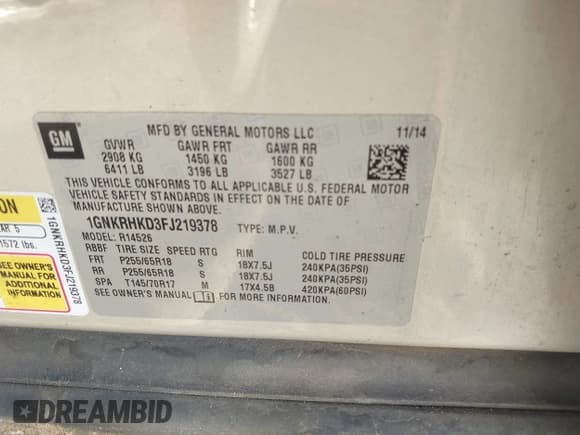 GM
MFD BY GENERAL MOTORS LLC 11/14
GVWR GAWR FRT GAWR RR
2908 KG 1450 KG 1600 KG
6411 LB 3196 LB 3527 LB
THIS VEHICLE CONFORMS TO ALL APPLICABLE U.S. FEDERAL MOTOR
VEHICLE SAFETY STANDARDS IN EFFECT ON THE DATE OF
MANUFACTURE SHOWN ABOVE.
1GNKRHKD3FJ219378 TYPE: M.P.V.
MODEL: R14526
RBBF TIRE SIZE SPEED RTG RIM COLD TIRE PRESSURE
FRT P255/65R18 S 18X7.5J 240KPA(35PSI)
RR P255/65R18 S 18X7.5J 240KPA(35PSI)
SPA T145/70R17 M 17X4.5B 420KPA(60PSI)
SEE OWNER'S MANUAL FOR MORE INFORMATION.
ON
AR 5
1572 lbs.
SEE OWNER'S
MANUAL FOR
ADDITIONAL
INFORMATION
1GNKRHKD3FJ219378
DREAMBID